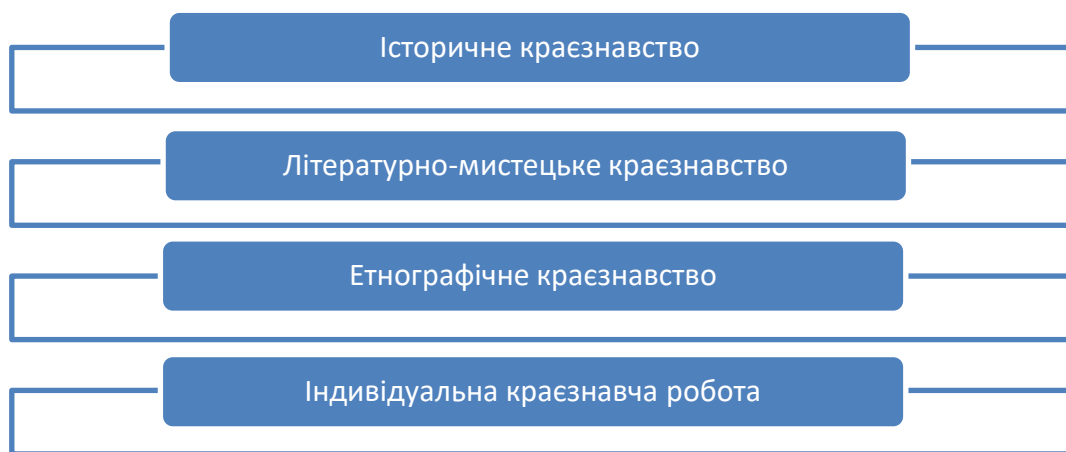 Історичне краєзнавство
Літературно-мистецьке краєзнавство
Етнографічне краєзнавство
Індивідуальна краєзнавча робота